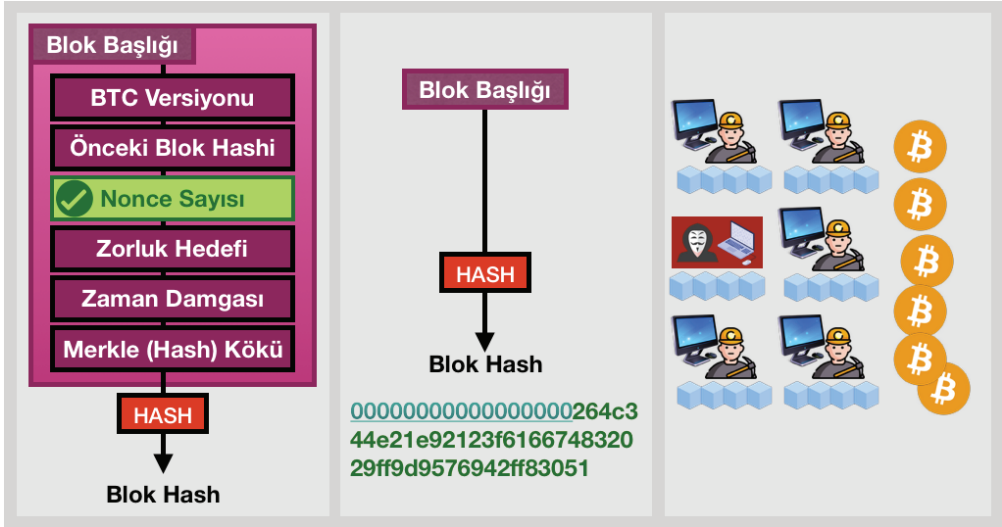 Blok Başlığı
BTC Versiyonu
Önceki Blok Hashi
Nonce Sayısı
Zorluk Hedefi
Zaman Damgası
Merkle (Hash) Kökü
HASH
Blok Hash
Blok Başlığı
HASH
Blok Hash
00000000000000000264c3
44e21e92123f6166748320
29ff9d9576942ff83051